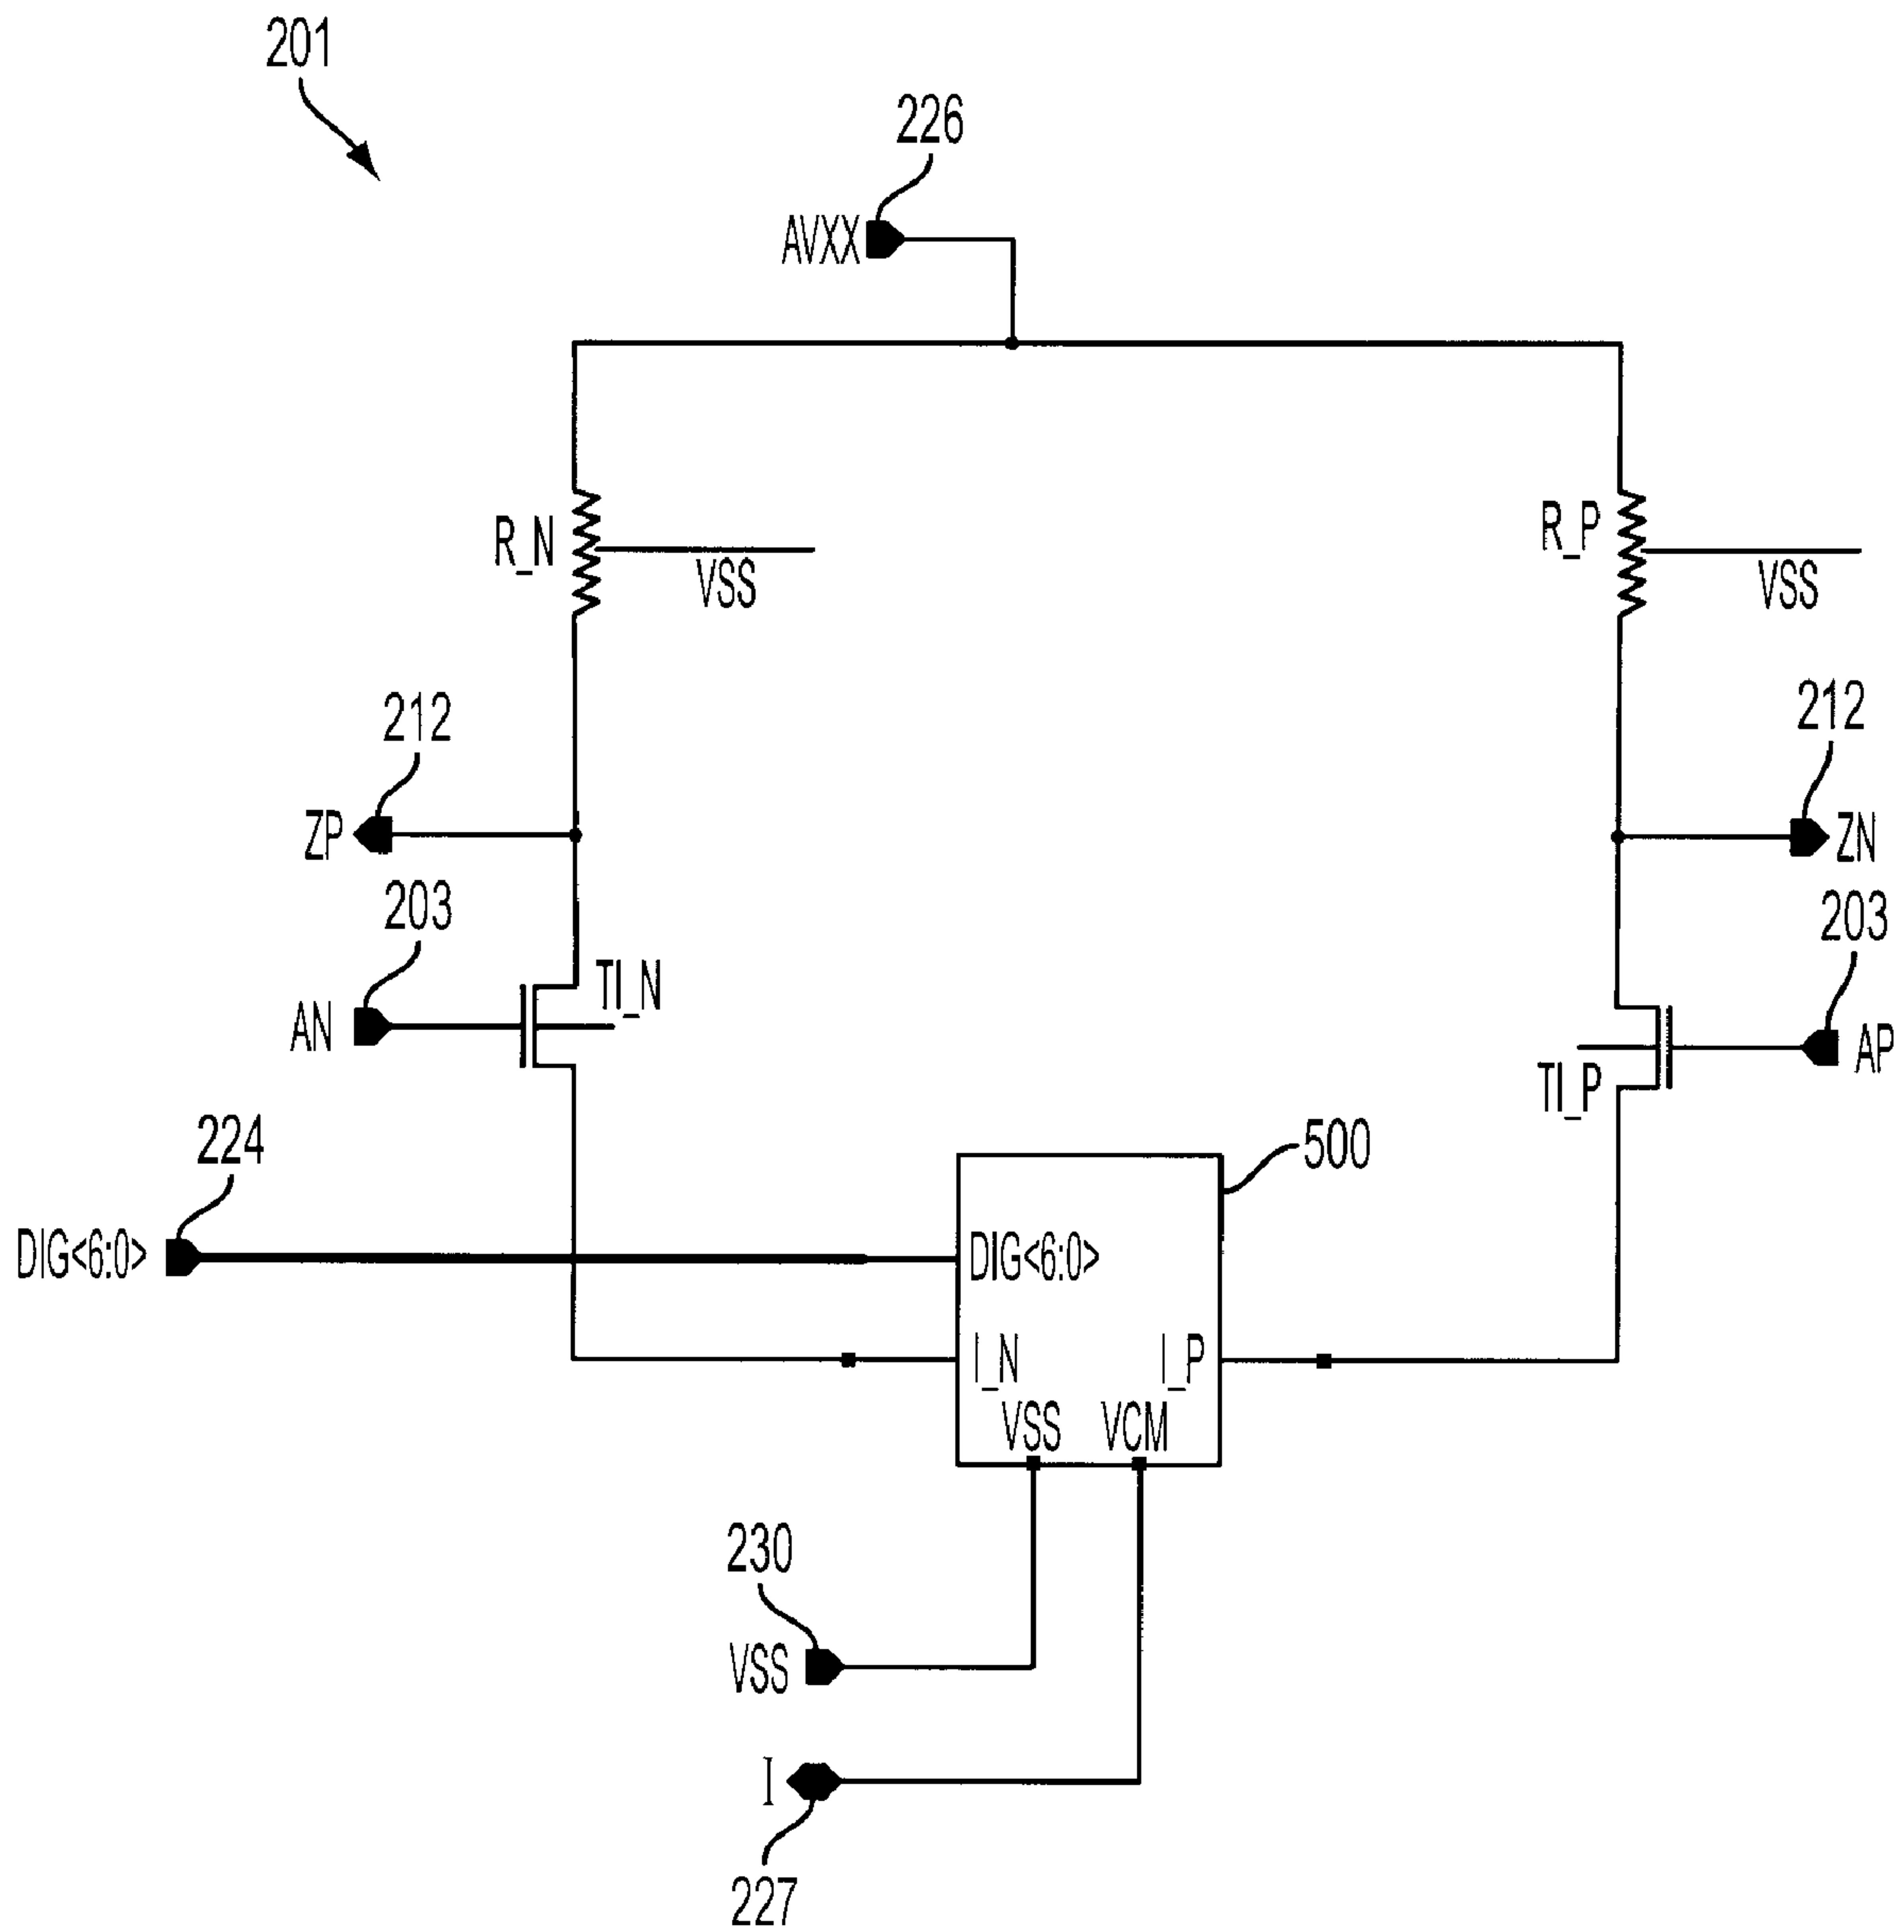 201
226
AVXX
R_N
VSS
R_P
VSS
212
ZP
212
ZN
203
AN
TI_N
203
AP
TI_P
224
DIG<6:0>
500
DIG<6:0>
I_N
I_P
VSS
VCM
230
VSS
I
227